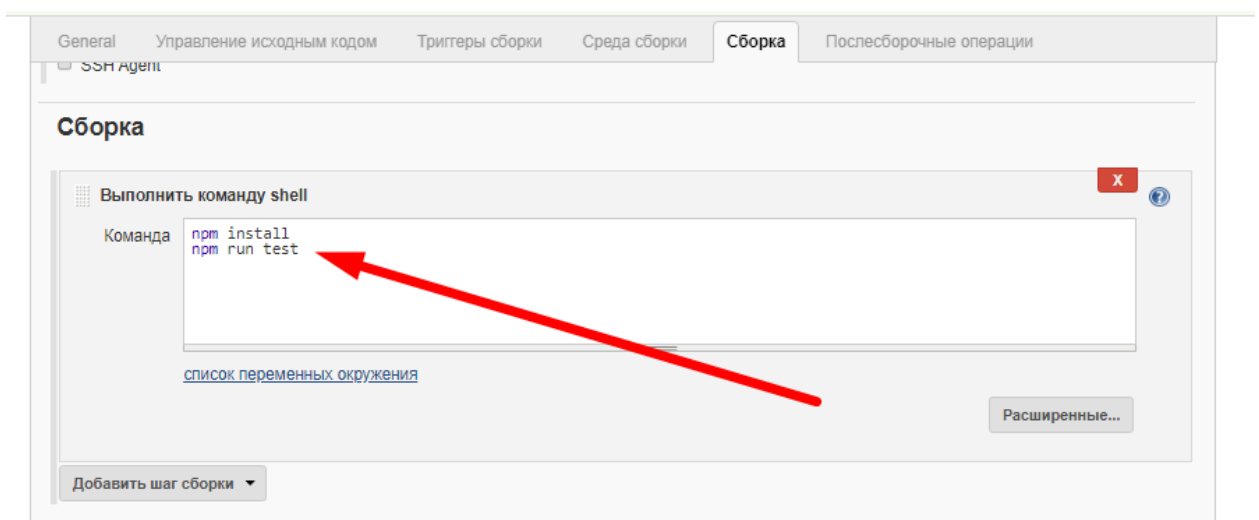 General Управление исходным кодом Триггеры сборки Среда сборки Сборка Послесборочные операции
SSH Agent
Сборка
X
Выполнить команду shell
Команда
npm install
npm run test
список переменных окружения
Расширенные...
Добавить шаг сборки